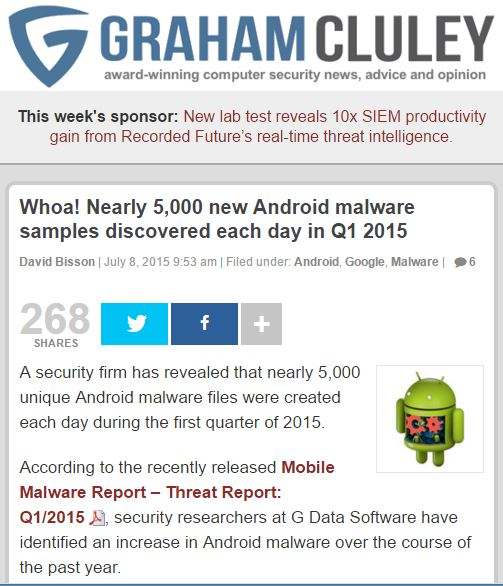 GRAHAM CLULEY
award-winning computer security news, advice and opinion
This week's sponsor: New lab test reveals 10x SIEM productivity
gain from Recorded Future's real-time threat intelligence.
Whoa! Nearly 5,000 new Android malware
samples discovered each day in Q1 2015
David Bisson | July 8, 2015 9:53 am | Filed under: Android, Google, Malware | 6
268
SHARES
f
+
A security firm has revealed that nearly 5,000
unique Android malware files were created
each day during the first quarter of 2015.
According to the recently released Mobile
Malware Report – Threat Report:
Q1/2015 , security researchers at G Data Software have
identified an increase in Android malware over the course of
the past year.